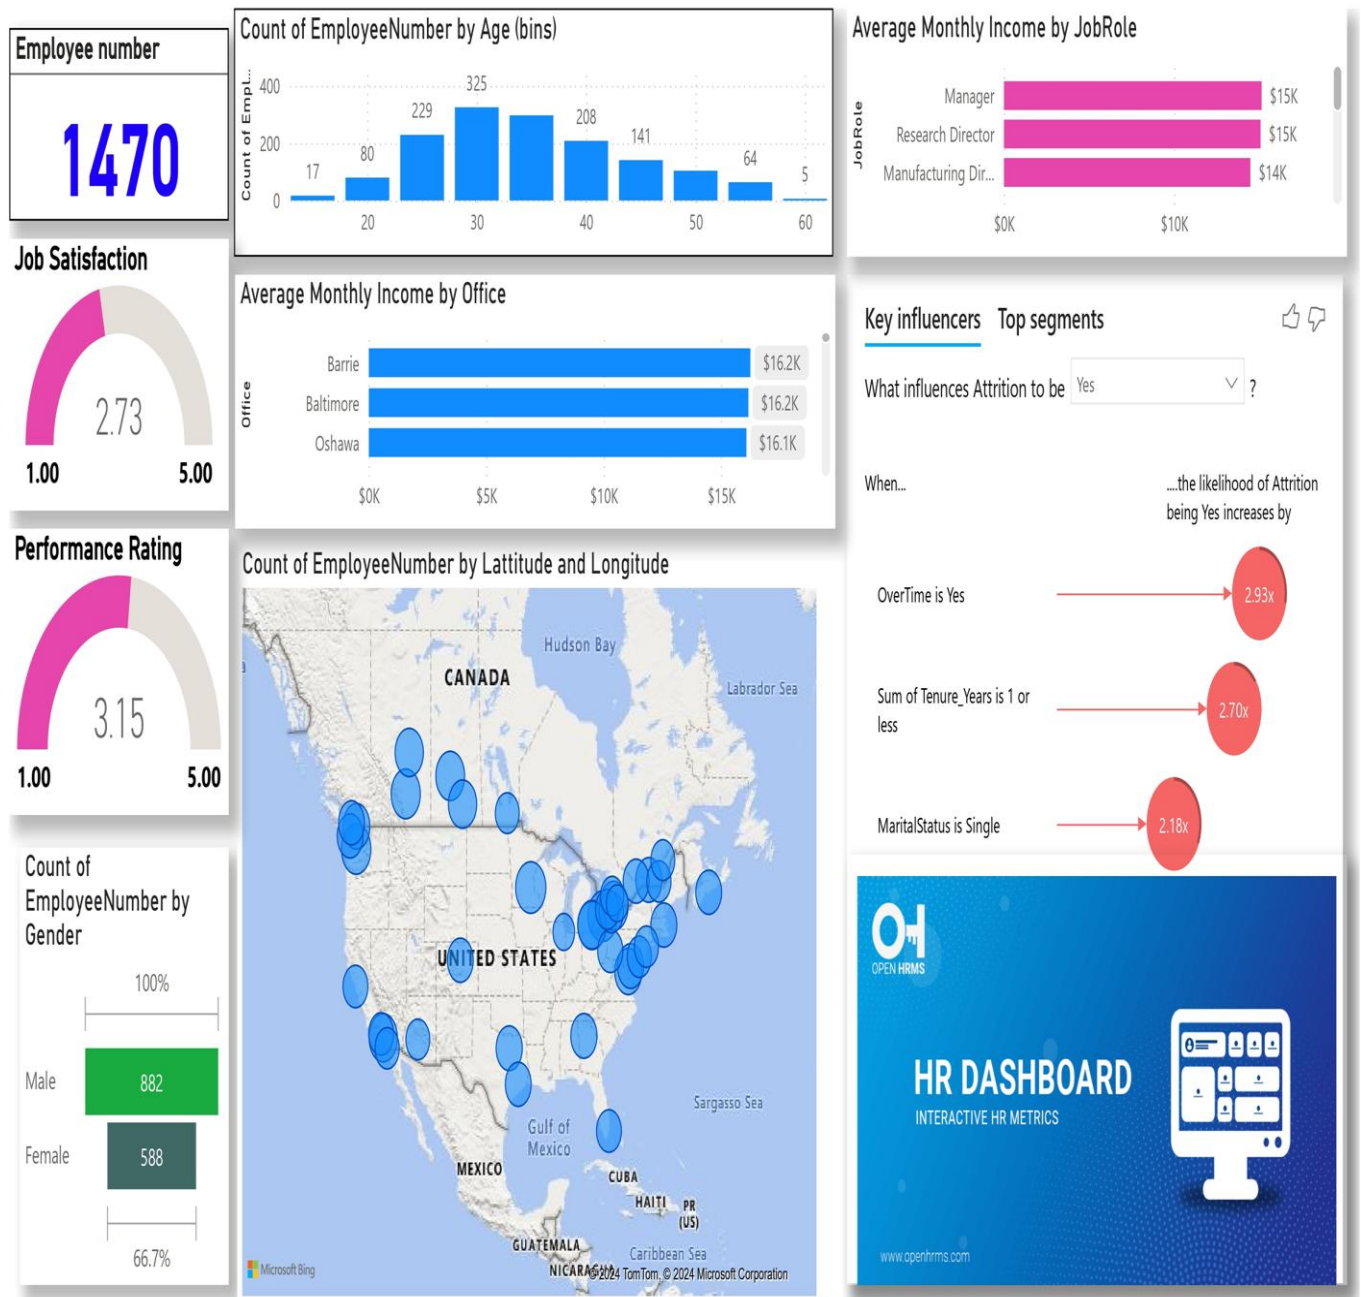 Employee number
1470
Count of EmployeeNumber by Age (bins)
Count of Empl...
400
200
0
17
80
229
325
208
141
64
5
20
30
40
50
60
Average Monthly Income by JobRole
JobRole
Manager
$15K
Research Director
$15K
Manufacturing Dir...
$14K
$0K
$10K
Job Satisfaction
2.73
1.00
5.00
Average Monthly Income by Office
Office
Barrie
$16.2K
Baltimore
$16.2K
Oshawa
$16.1K
$0K
$5K
$10K
$15K
Key influencers Top segments
What influences Attrition to be Yes ?
When...
....the likelihood of Attrition
being Yes increases by
OverTime is Yes
2.93x
Sum of Tenure_Years is 1 or
less
2.70x
MaritalStatus is Single
2.18x
Performance Rating
3.15
1.00
5.00
Count of EmployeeNumber by Lattitude and Longitude
Hudson Bay
CANADA
Labrador Sea
UNITED STATES
Sargasso Sea
Gulf of
Mexico
MEXICO
CUBA
HAITI
PR
(US)
GUATEMALA
Caribbean Sea
Microsoft Bing
© 2024 TomTom, © 2024 Microsoft Corporation
Count of
EmployeeNumber by
Gender
100%
Male
882
Female
588
66.7%
OPEN HRMS
HR DASHBOARD
INTERACTIVE HR METRICS
www.openhrms.com